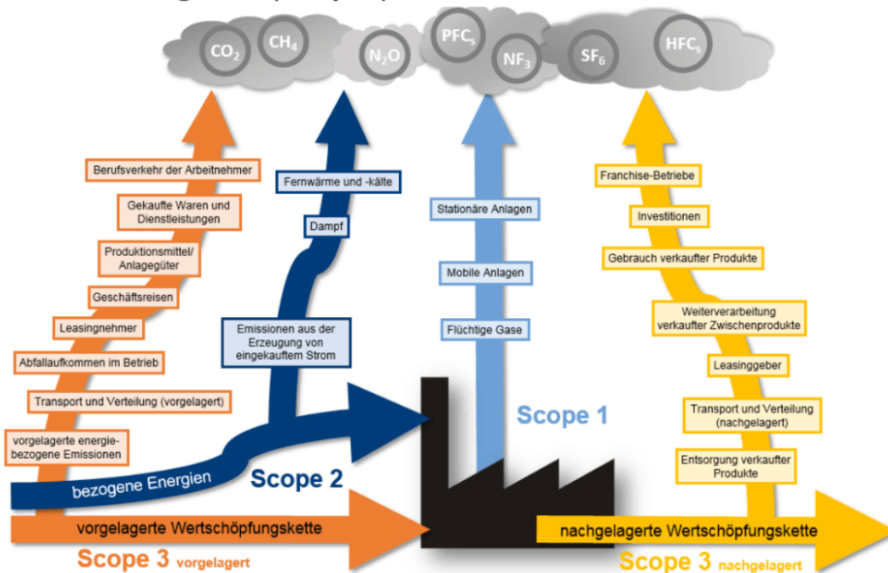 CO₂
CH₄
N₂O
PFCₛ
NF₃
SF₆
HFCₛ
Berufsverkehr der Arbeitnehmer
Gekaufte Waren und
Dienstleistungen
Produktionsmittel/
Anlagegüter
Geschäftsreisen
Leasingnehmer
Abfallaufkommen im Betrieb
Transport und Verteilung (vorgelagert)
vorgelagerte energie-
bezogene Emissionen
Fernwärme und -kälte
Dampf
Emissionen aus der
Erzeugung von
eingekauftem Strom
Stationäre Anlagen
Mobile Anlagen
Flüchtige Gase
Franchise-Betriebe
Investitionen
Gebrauch verkaufter Produkte
Weiterverarbeitung
verkaufter Zwischenprodukte
Leasinggeber
Transport und Verteilung
(nachgelagert)
Entsorgung verkaufter
Produkte
Scope 1
Scope 2
bezogene Energien
vorgelagerte Wertschöpfungskette
nachgelagerte Wertschöpfungskette
Scope 3 vorgelagert
Scope 3 nachgelagert